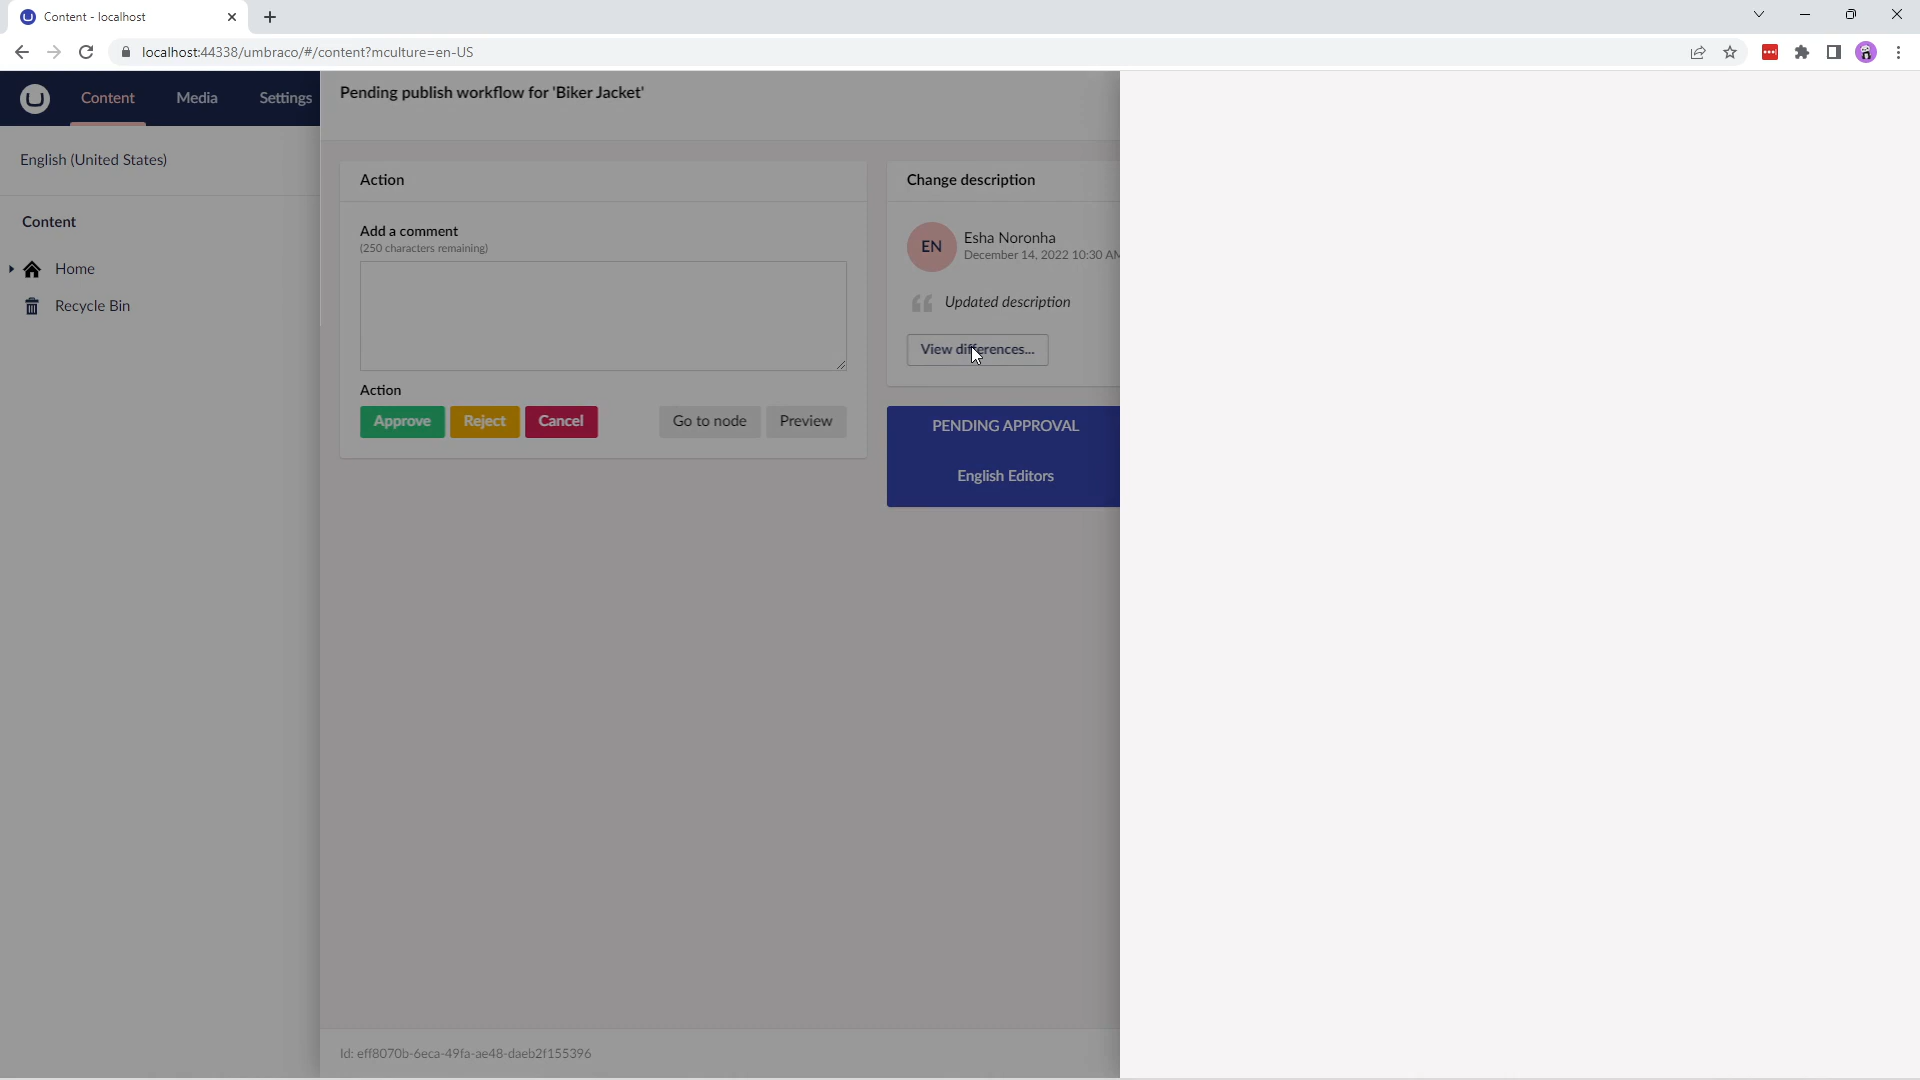 Content - localhost
localhost:44338/umbraco/#/content?mculture=en-US
Content
Media
Settings
English (United States)
Content
Home
Recycle Bin
Pending publish workflow for 'Biker Jacket'
Action
Add a comment
(250 characters remaining)
Action
Approve
Reject
Cancel
Go to node
Preview
Change description
EN
Esha Noronha
December 14, 2022 10:30 AM
Updated description
View differences...
PENDING APPROVAL
English Editors
Id: eff8070b-6eca-49fa-ae48-daeb2f155396